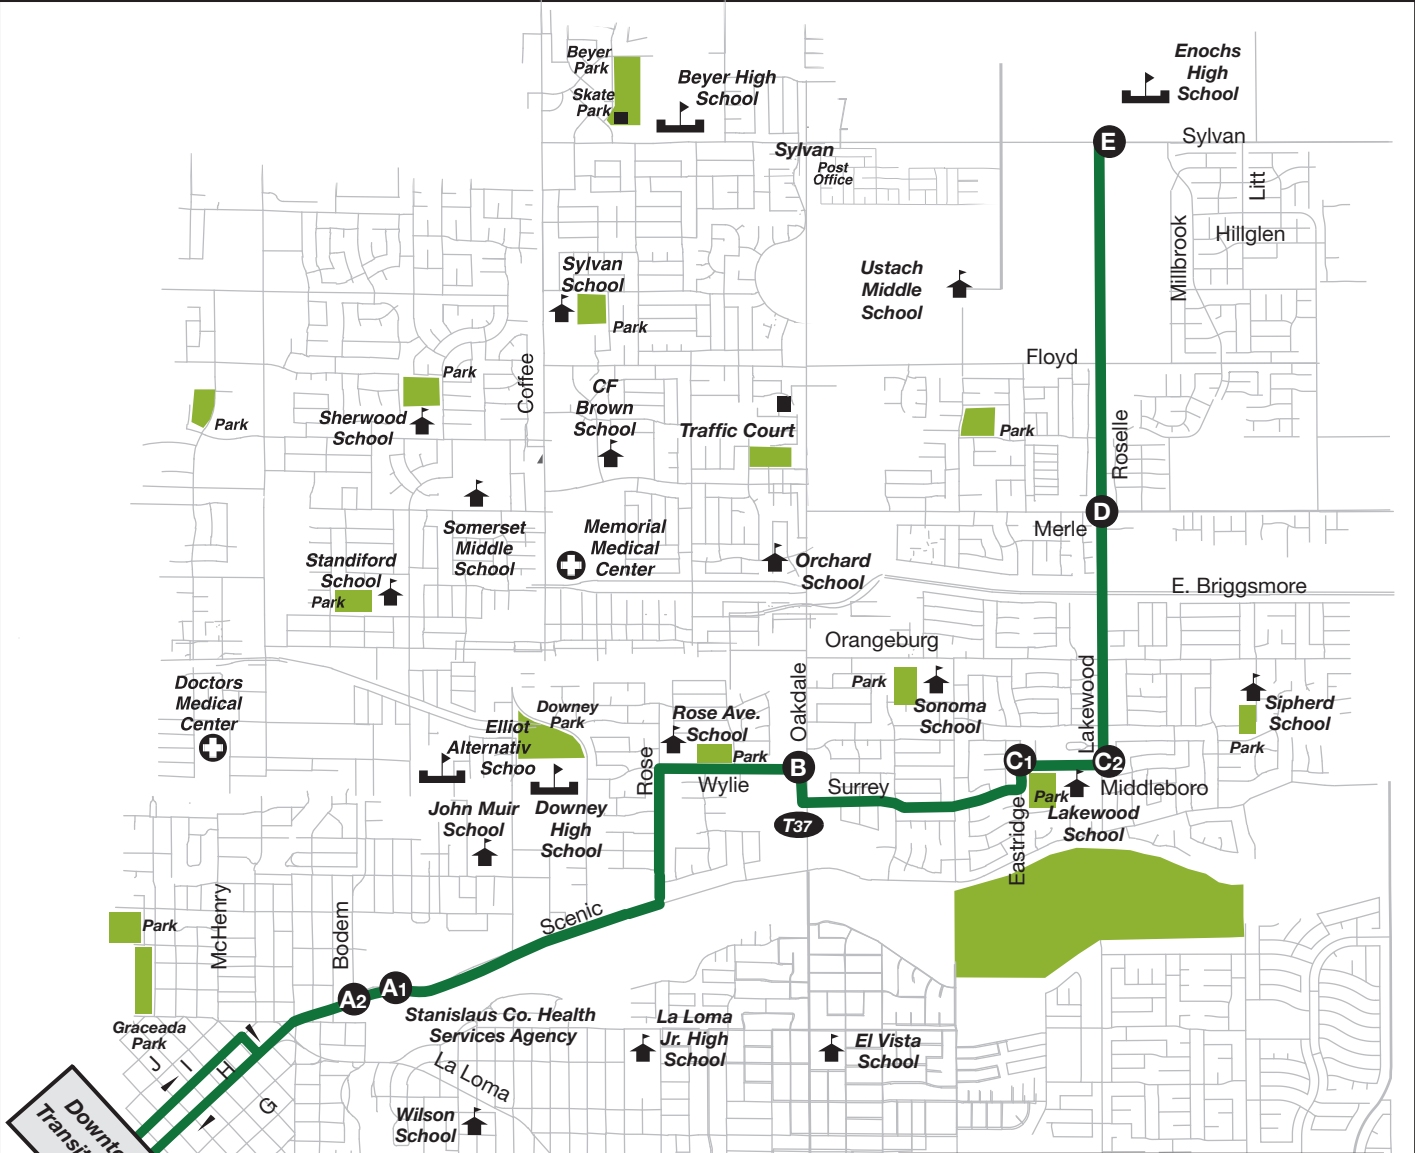 Beyer
Park
Skate
Park
Beyer High
School
Enochs
High
School
E
Sylvan
Sylvan
Post
Office
Litt
Hillglen
Millbrook
Sylvan
School
Park
Ustach
Middle
School
Floyd
Park
Coffee
CF
Brown
School
Sherwood
School
Park
Traffic Court
Park
Roselle
D
Merle
Somerset
Middle
School
Memorial
Medical
Center
Orchard
School
Standiford
School
Park
E. Briggsmore
Orangeburg
Doctors
Medical
Center
Downey
Park
Elliot
Alternativ
Schoo
Rose Ave.
School
Park
Oakdale
Park
Sonoma
School
Lakewood
Sipherd
School
Park
Rose
Wylie
B
Surrey
T37
C1
C2
Park
Middleboro
Lakewood
School
Eastridge
John Muir
School
Downey
High
School
Scenic
Park
McHenry
Bodem
A2
A1
Graceada
Park
Stanislaus Co. Health
Services Agency
La Loma
Jr. High
School
El Vista
School
La Loma
Wilson
School
J
I
H
G
Downto
Transit